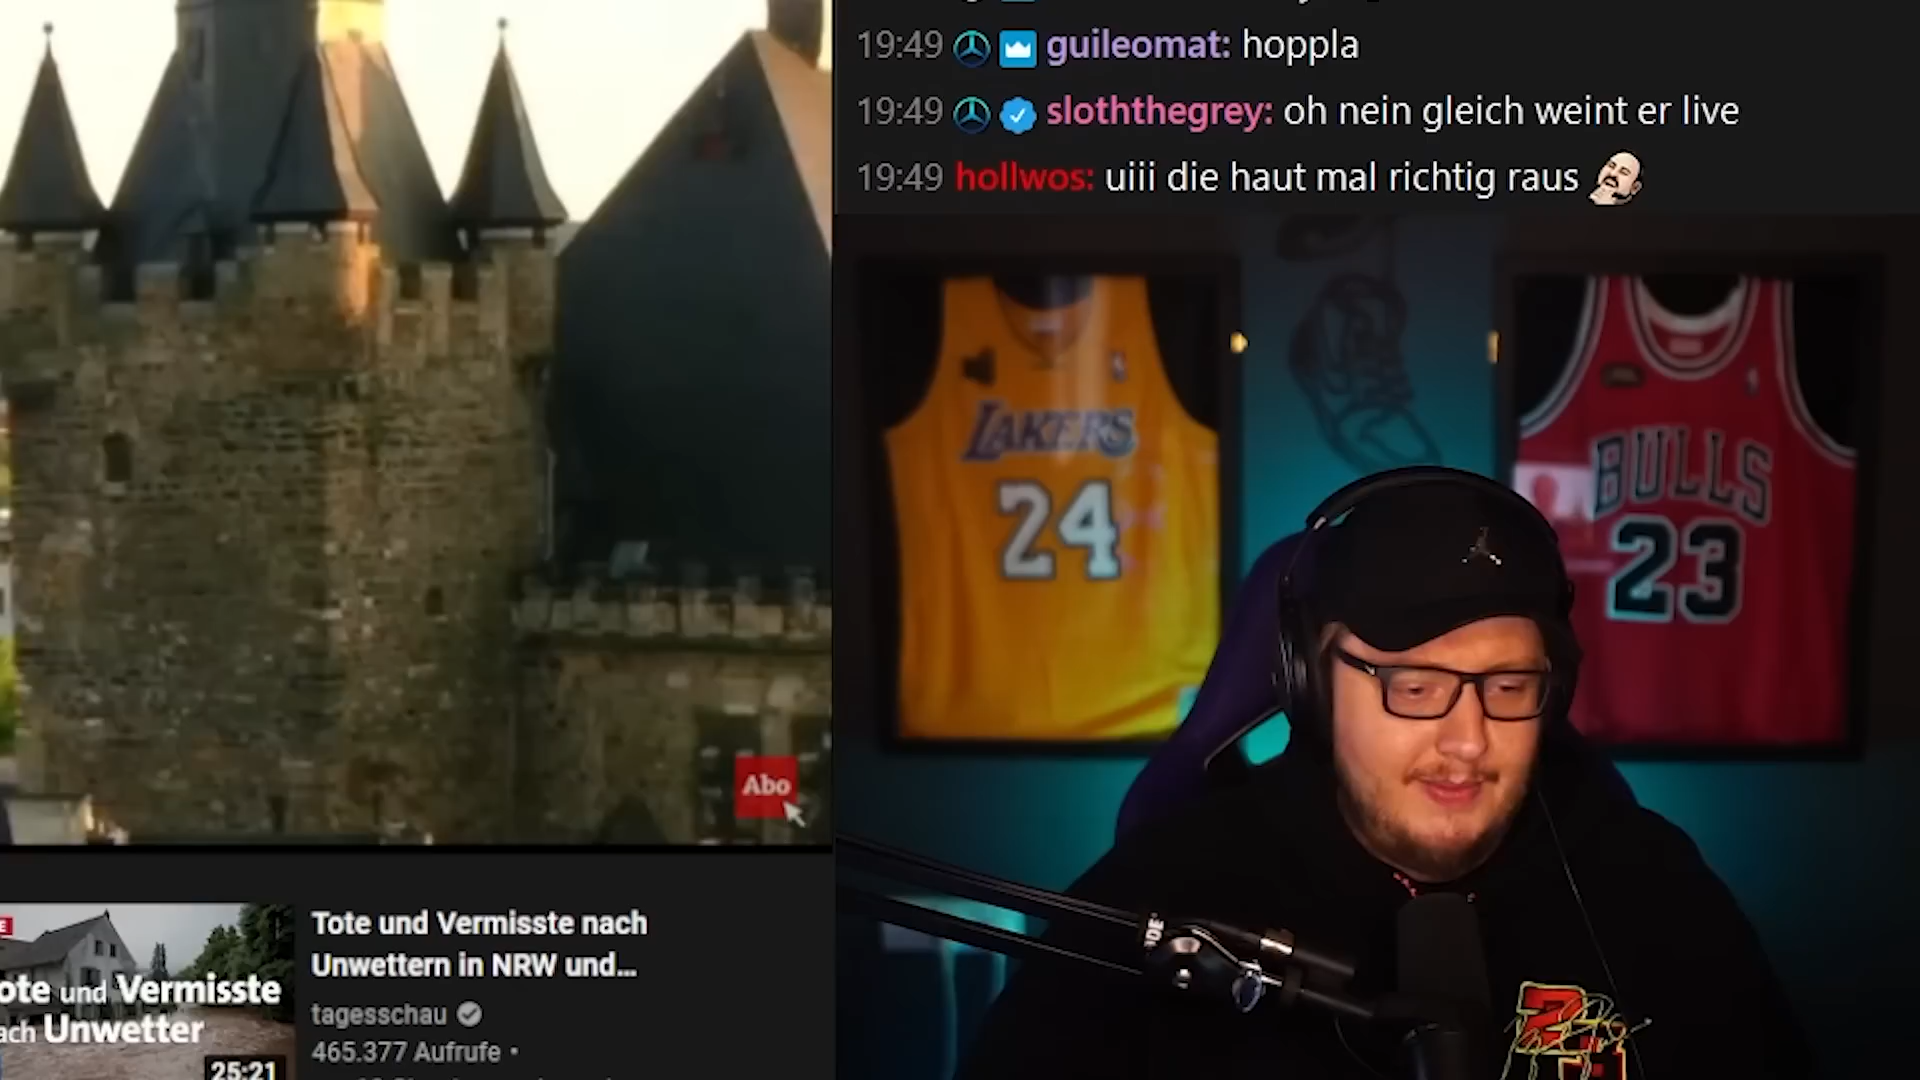 19:49 guileomat: hoppla
19:49 sloththegrey: oh nein gleich weint er live
19:49 hollwos: uiii die haut mal richtig raus
LAKERS
24
BULLS
23
Abo
Tote und Vermisste nach
Unwettern in NRW und...
tagesschau
465.377 Aufrufe •
ote und Vermisste
ach Unwetter
25:21